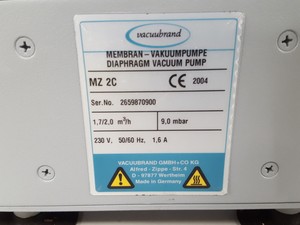 vacuubrand
MEMBRAN - VAKUUMPUMPE
DIAPHRAGM VACUUM PUMP
MZ 2C CE 2004
Ser.No. 2659870900
1,7/2,0 m³/h 9,0 mbar
230 V, 50/60 Hz, 1,6 A
VACUUBRAND GMBH+CO KG
Alfred - Zippe - Str. 4
D - 97877 Wertheim
Made in Germany